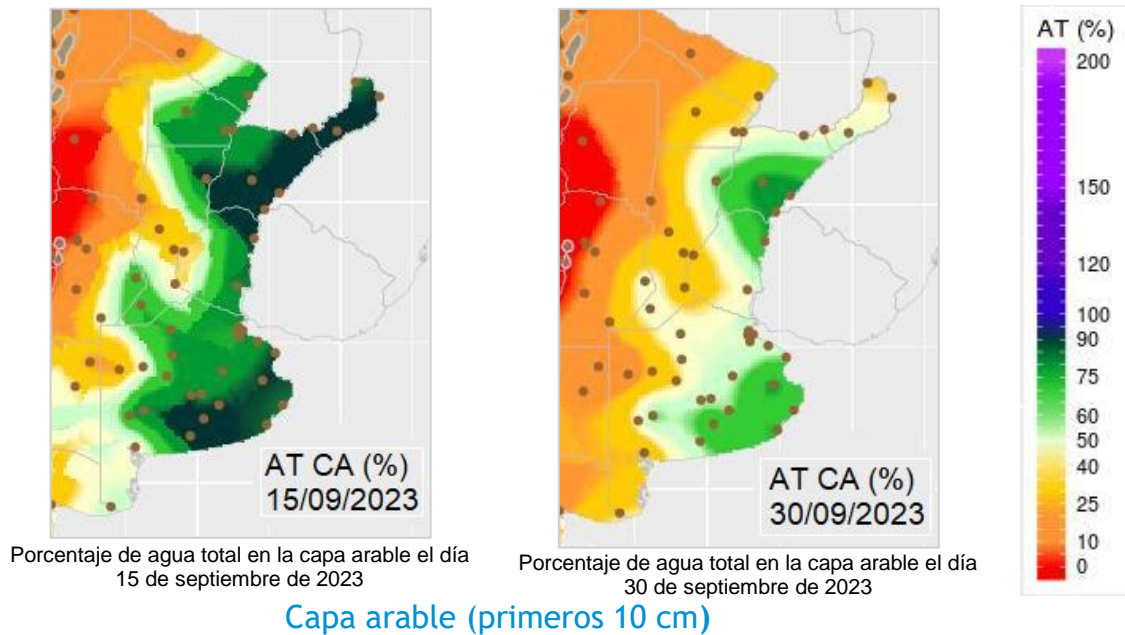 AT CA (%)
15/09/2023
Porcentaje de agua total en la capa arable el día
15 de septiembre de 2023
AT CA (%)
30/09/2023
Porcentaje de agua total en la capa arable el día
30 de septiembre de 2023
AT (%)
200
150
120
100
90
75
60
50
40
25
10
0
Capa arable (primeros 10 cm)